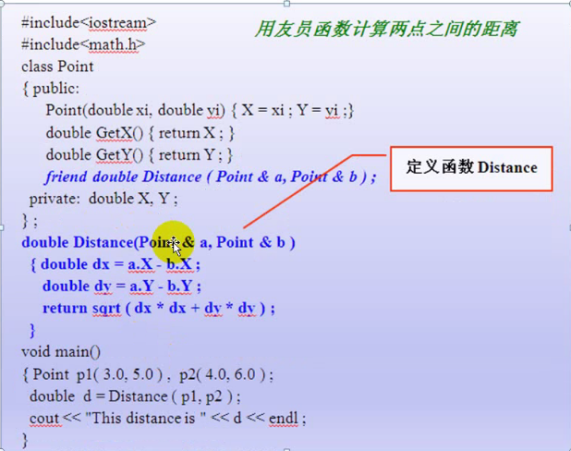 #include<iostream>
用友员函数计算两点之间的距离
#include<math.h>
class Point
{ public:
Point(double xi, double yi) { X = xi ; Y = yi ;}
double GetX() { return X ; }
double GetY() { return Y ; }
friend double Distance ( Point & a, Point & b ) ;
定义函数 Distance
private: double X, Y ;
} ;
double Distance(Point & a, Point & b )
{ double dx = a.X - b.X ;
double dy = a.Y - b.Y ;
return sqrt ( dx * dx + dy * dy ) ;
}
void main()
{ Point p1( 3.0, 5.0 ) , p2( 4.0, 6.0 ) ;
double d = Distance ( p1, p2 ) ;
cout << "This distance is " << d << endl ;
}